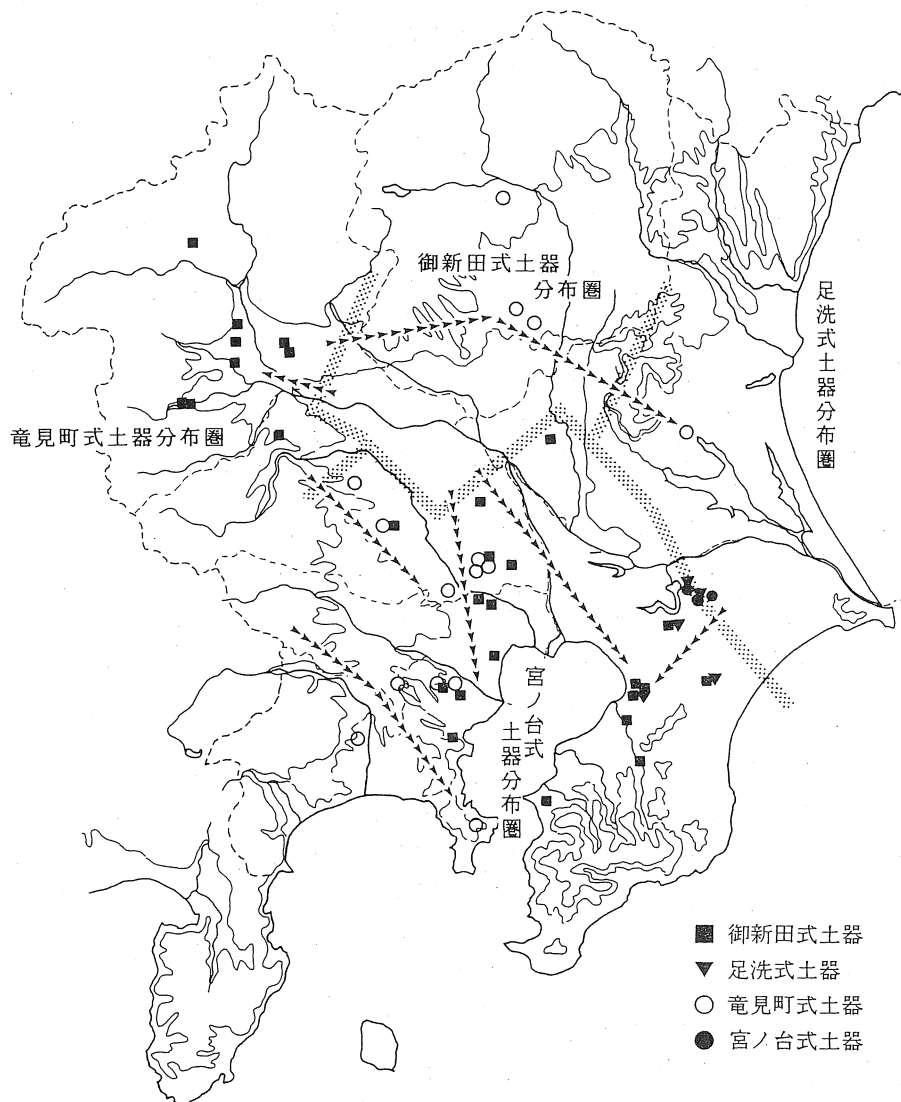 御新田式土器
分布圏
足洗式土器分布圏
竜見町式土器分布圏
宮ノ台式
土器分布圏
御新田式土器
足洗式土器
竜見町式土器
宮ノ台式土器